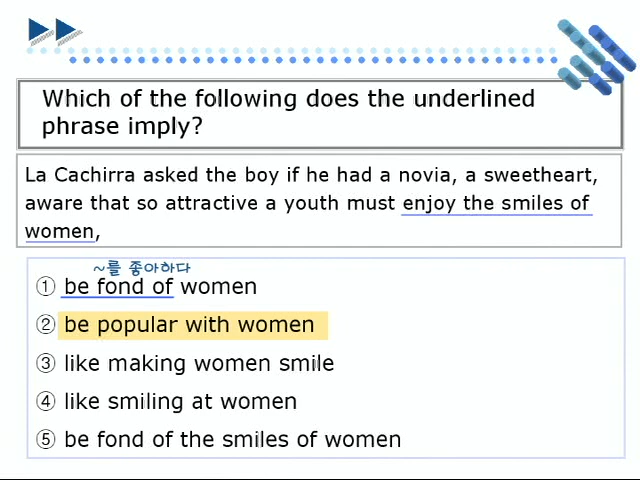 Which of the following does the underlined
phrase imply?
La Cachirra asked the boy if he had a novia, a sweetheart,
aware that so attractive a youth must enjoy the smiles of
women,
~를 좋아하다
① be fond of women
② be popular with women
③ like making women smile
④ like smiling at women
⑤ be fond of the smiles of women